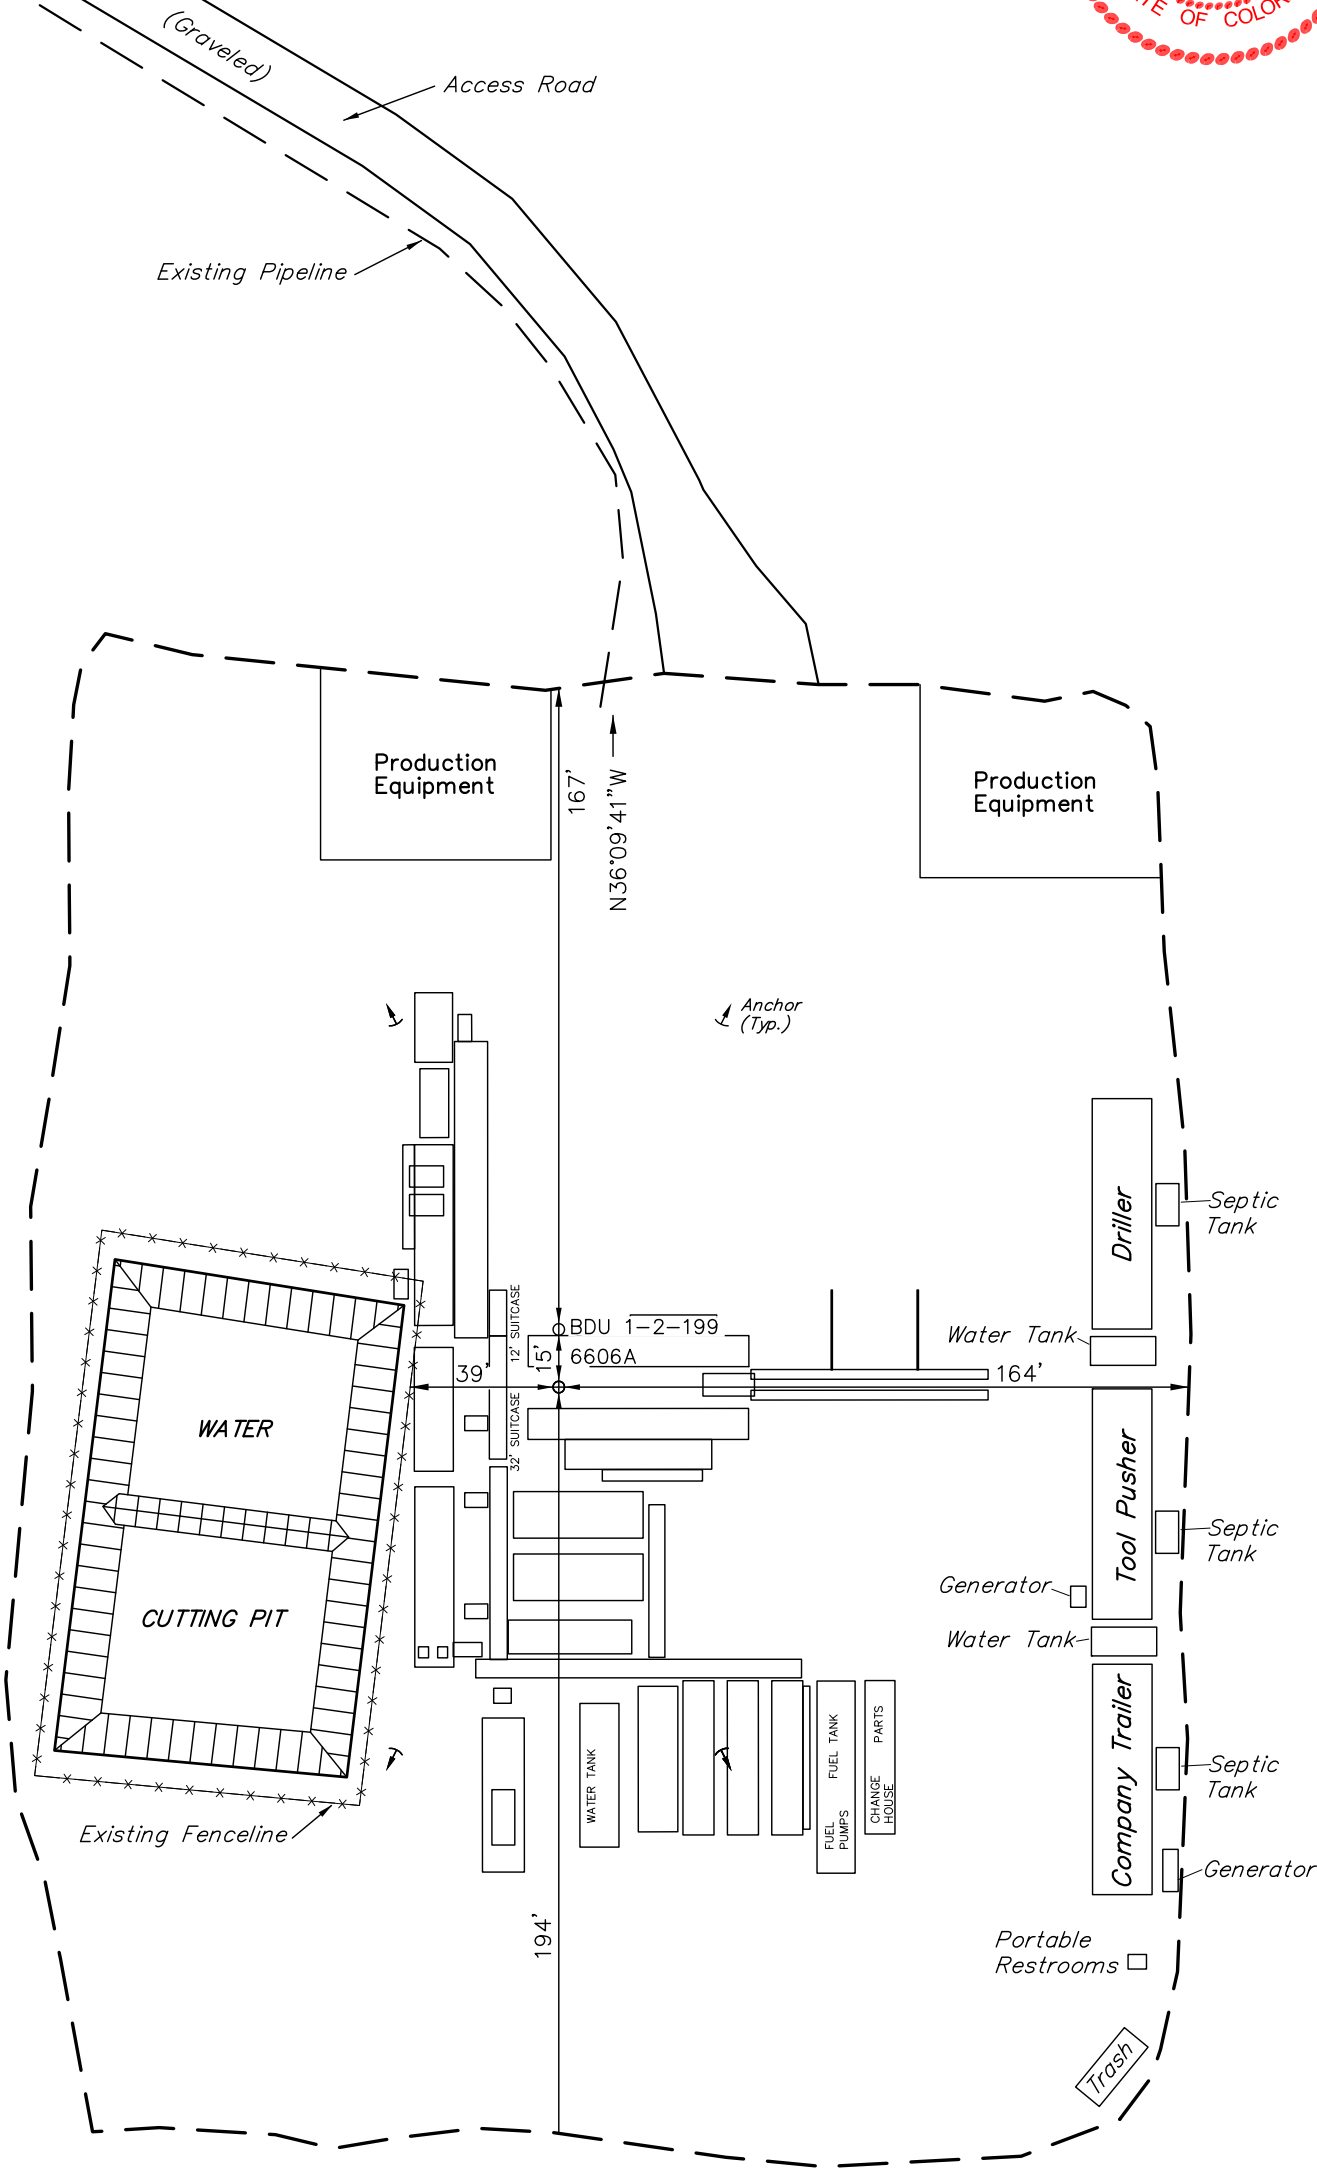 OF COLOR
(Graveled)
Access Road
Existing Pipeline
Production
Equipment
Production
Equipment
167'
N36°09'41"W
Anchor
(Typ.)
Driller
Septic
Tank
12' SUITCASE
BDU 1-2-199
6606A
15'
39'
164'
Water Tank
32' SUITCASE
WATER
Tool Pusher
Septic
Tank
Generator
CUTTING PIT
Water Tank
Company Trailer
Septic
Tank
WATER TANK
FUEL TANK
FUEL
PUMPS
PARTS
CHANGE
HOUSE
Existing Fenceline
Generator
194'
Portable
Restrooms
Trash